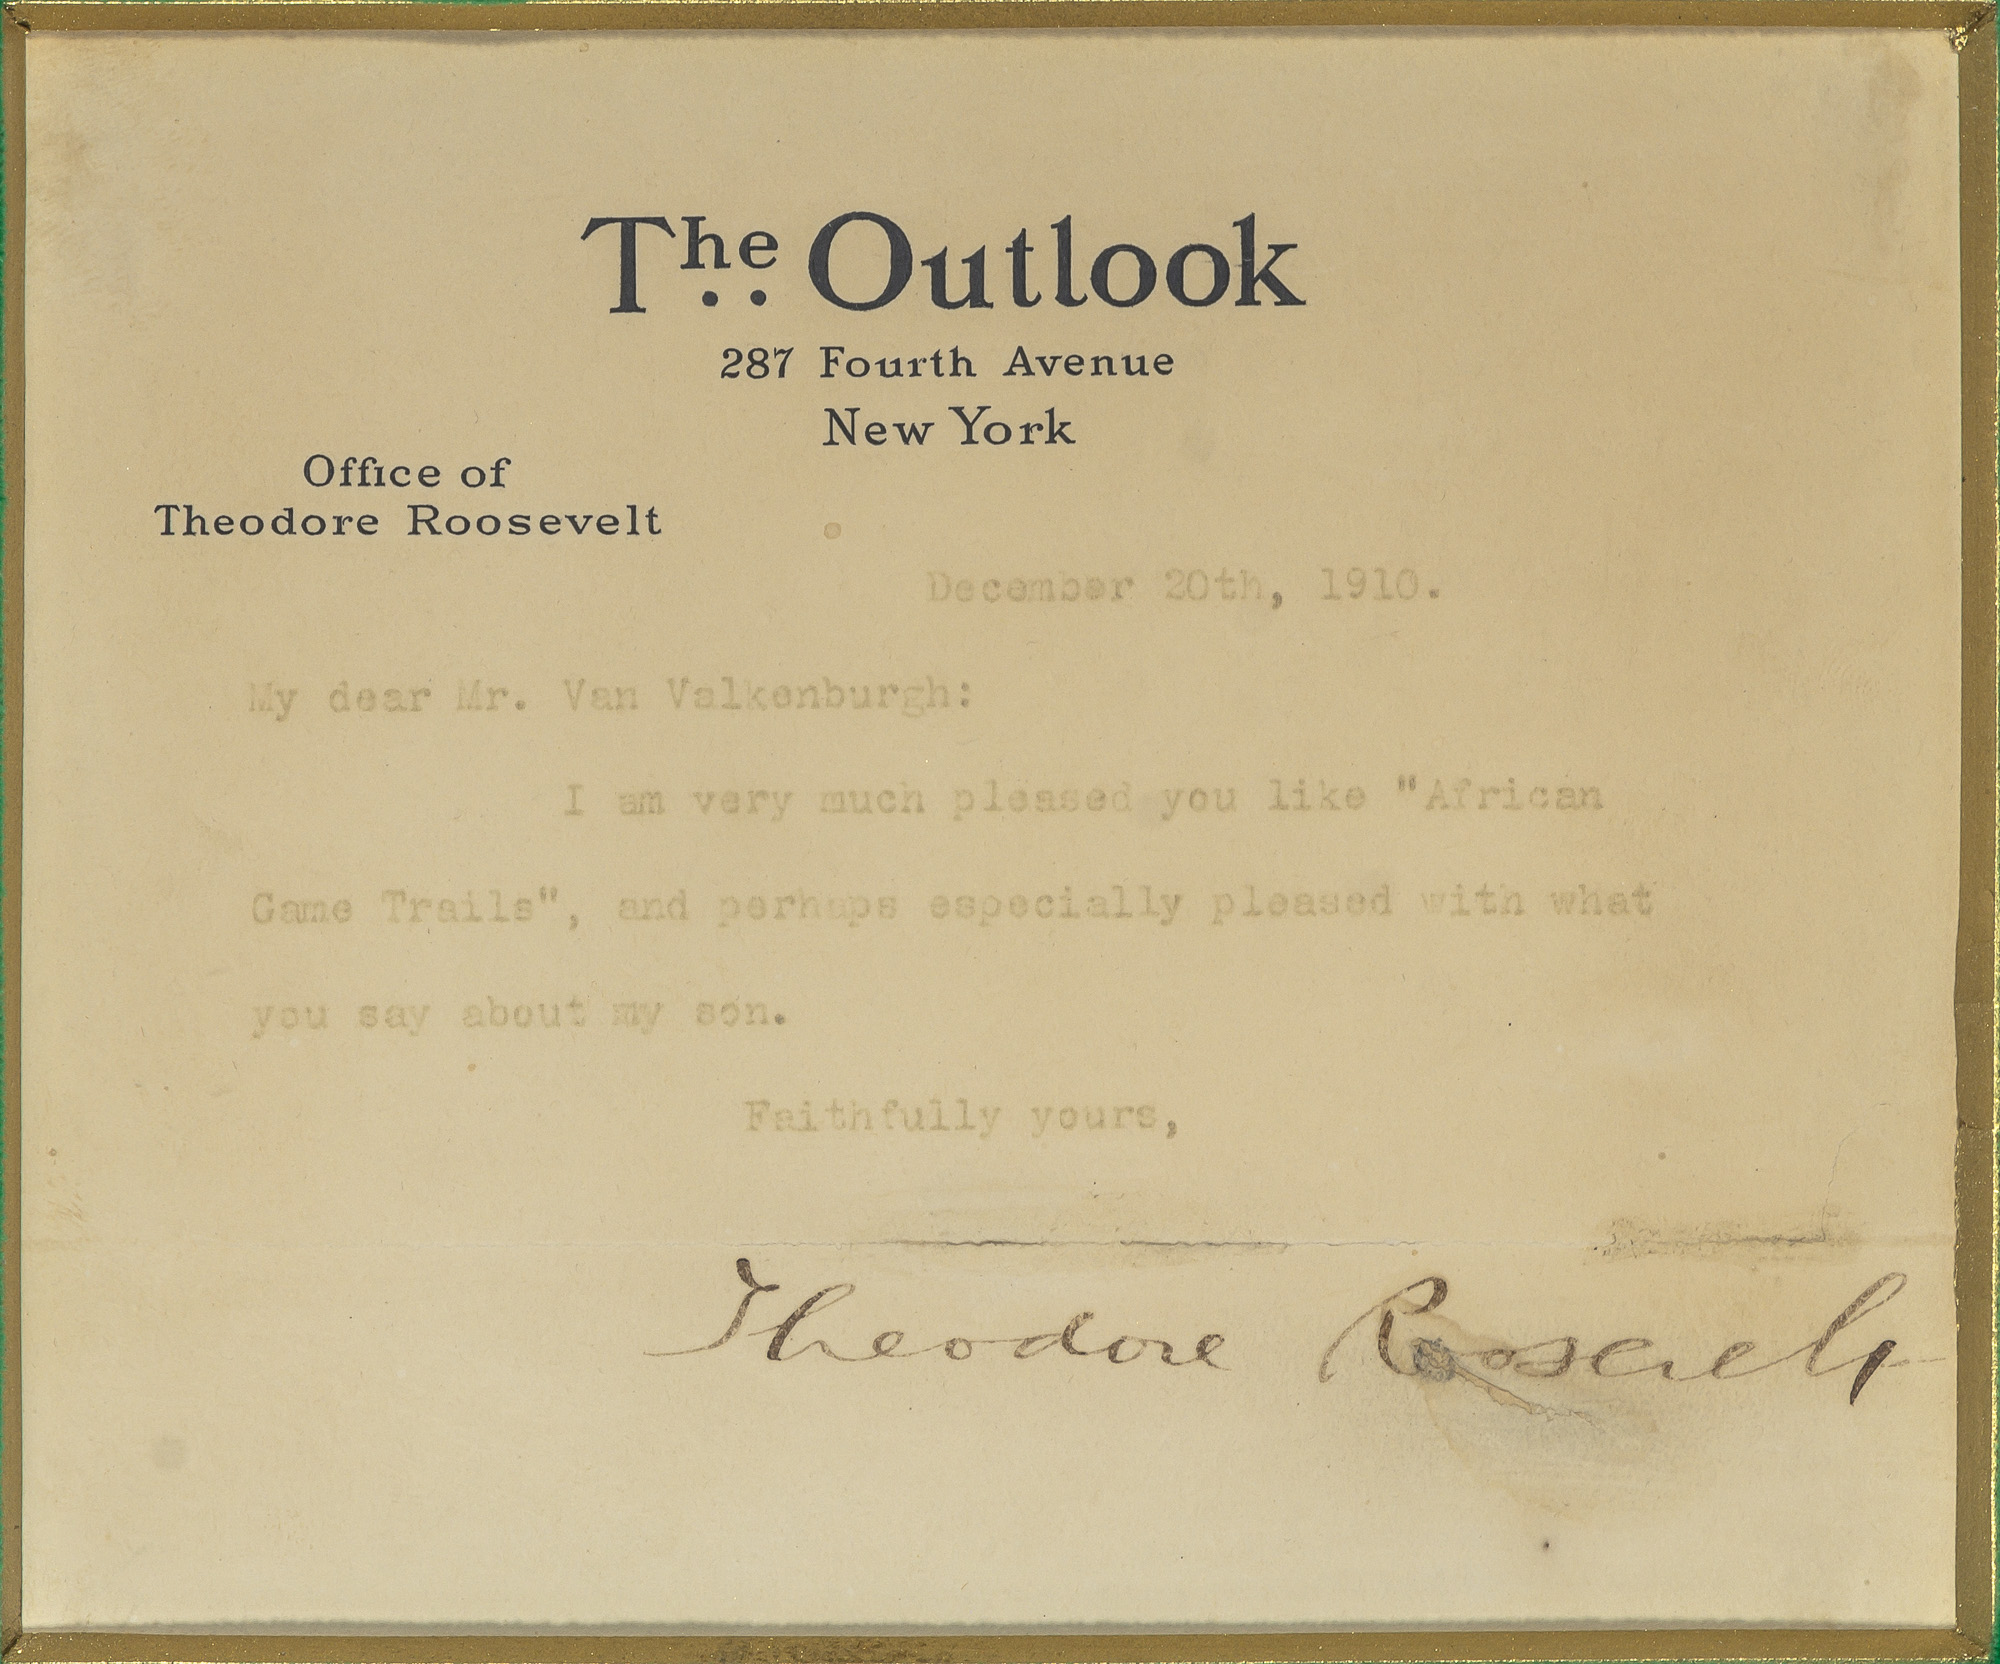 The Outlook
287 Fourth Avenue
New York
Office of
Theodore Roosevelt
December 20th, 1910.
My dear Mr. Van Valkenburgh:
I am very much pleased you like "African
Game Trails", and perhaps especially pleased with what
you say about my son.
Faithfully yours,
Theodore Roosevelt